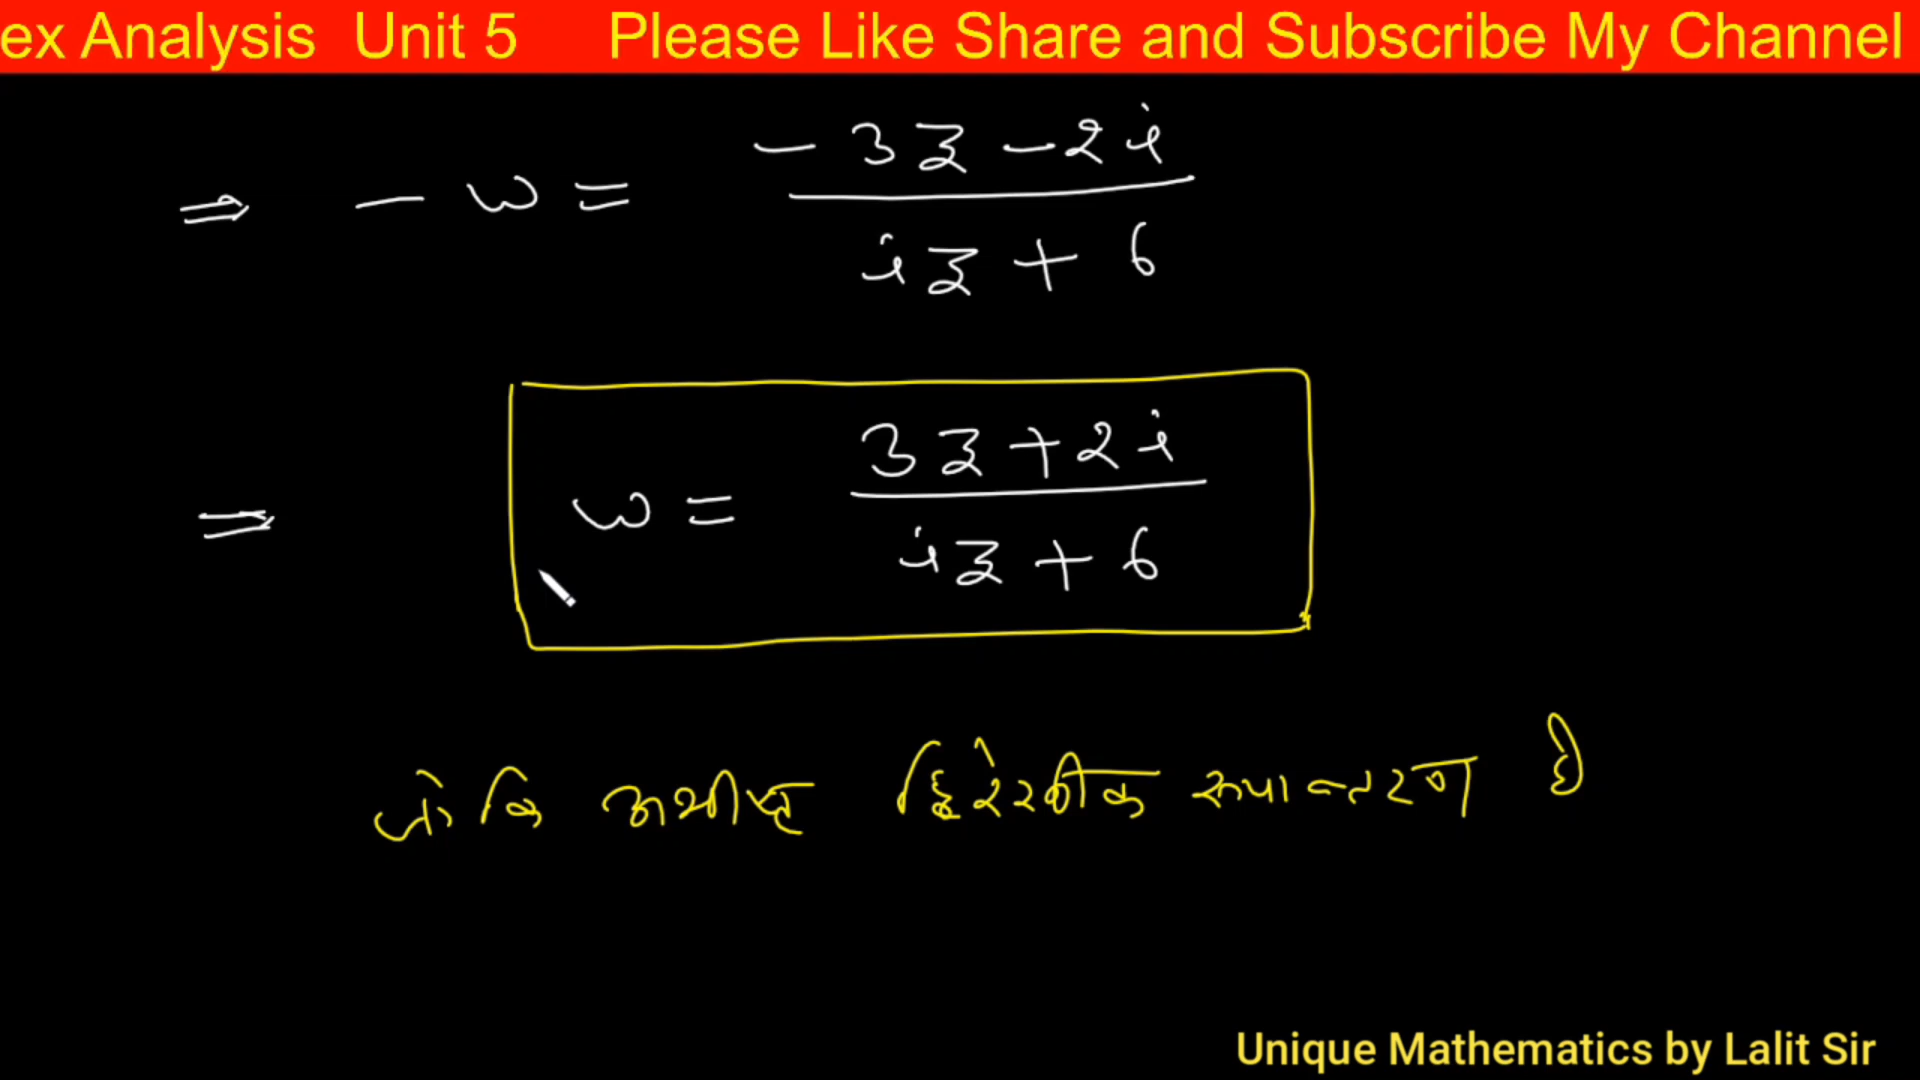 ex Analysis Unit 5 Please Like Share and Subscribe My Channel
⇒ - w = (-3z - 2i)/(iz + 6)
⇒ w = (3z + 2i)/(iz + 6)
जो कि अभीष्ट द्विरेखीक रूपान्तरण है
Unique Mathematics by Lalit Sir